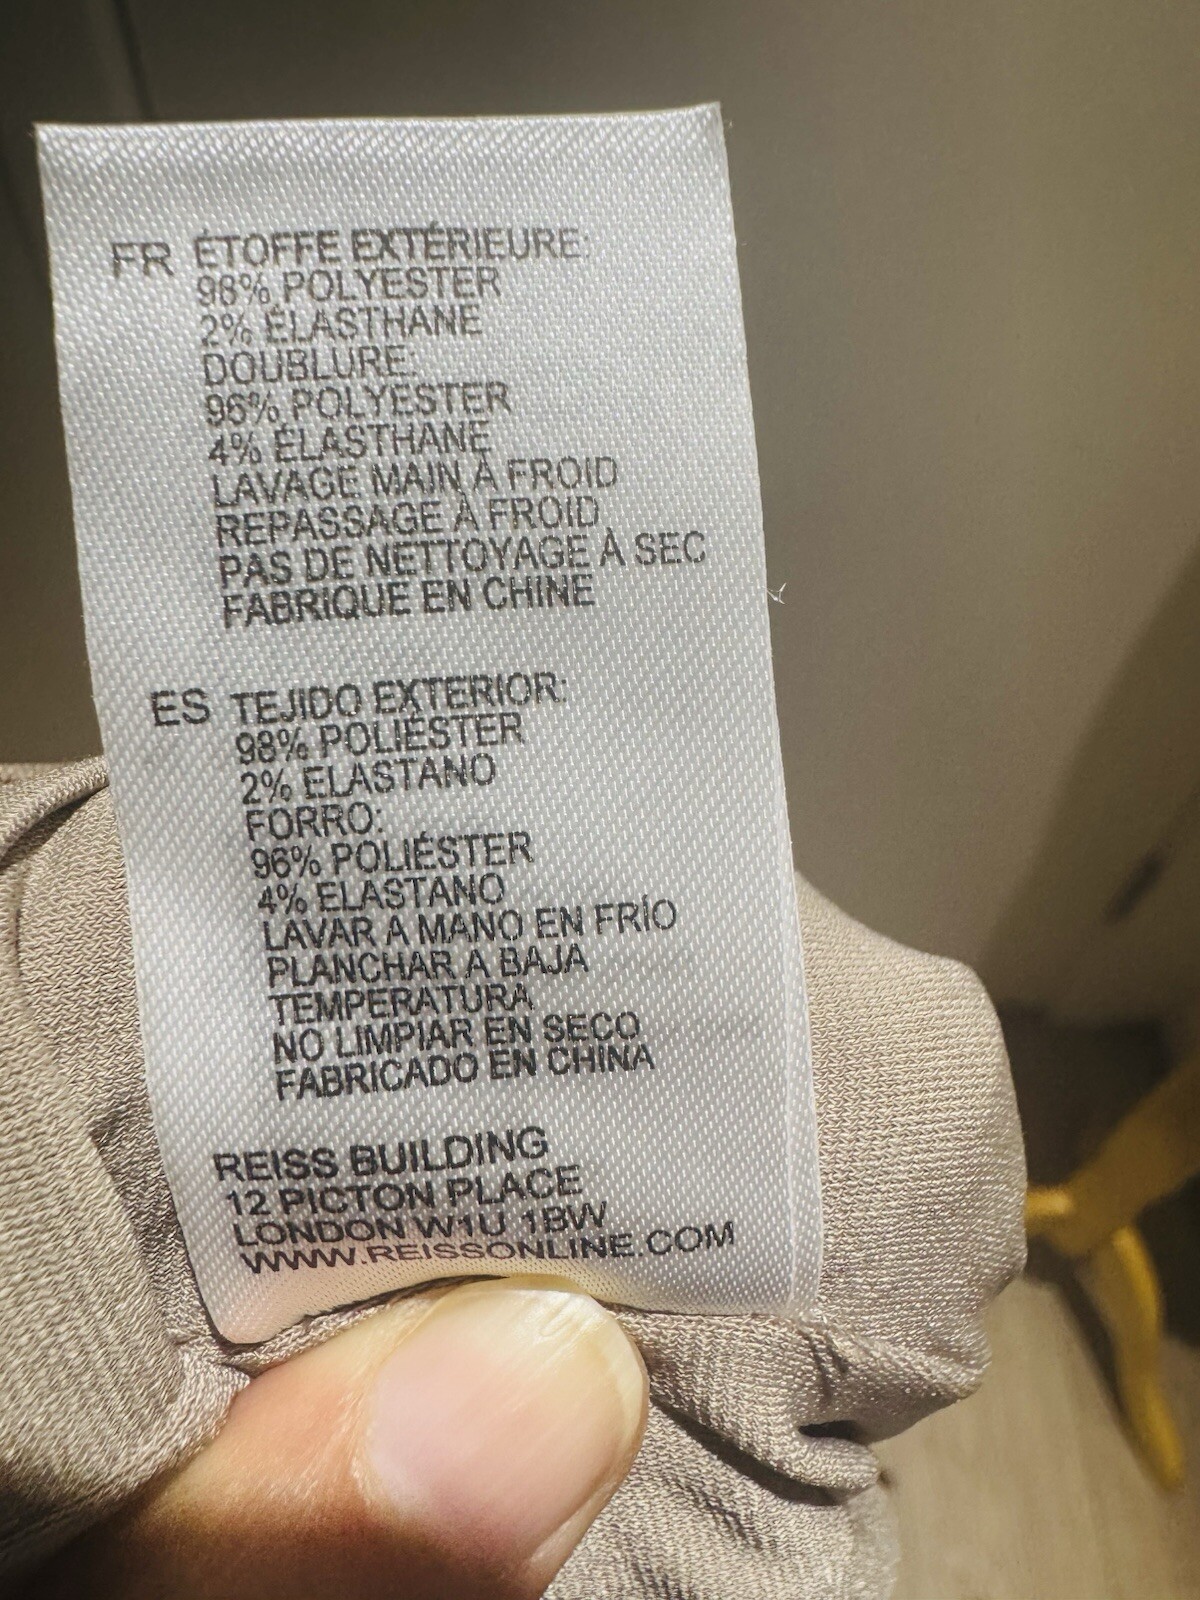 FR ÉTOFFE EXTÉRIEURE:
98% POLYESTER
2% ÉLASTHANE
DOUBLURE:
96% POLYESTER
4% ÉLASTHANE
LAVAGE MAIN À FROID
REPASSAGE À FROID
PAS DE NETTOYAGE À SEC
FABRIQUE EN CHINE
ES TEJIDO EXTERIOR:
98% POLIÉSTER
2% ELASTANO
FORRO:
96% POLIÉSTER
4% ELASTANO
LAVAR A MANO EN FRÍO
PLANCHAR A BAJA
TEMPERATURA
NO LIMPIAR EN SECO
FABRICADO EN CHINA
REISS BUILDING
12 PICTON PLACE
LONDON W1U 1BW
WWW.REISSONLINE.COM